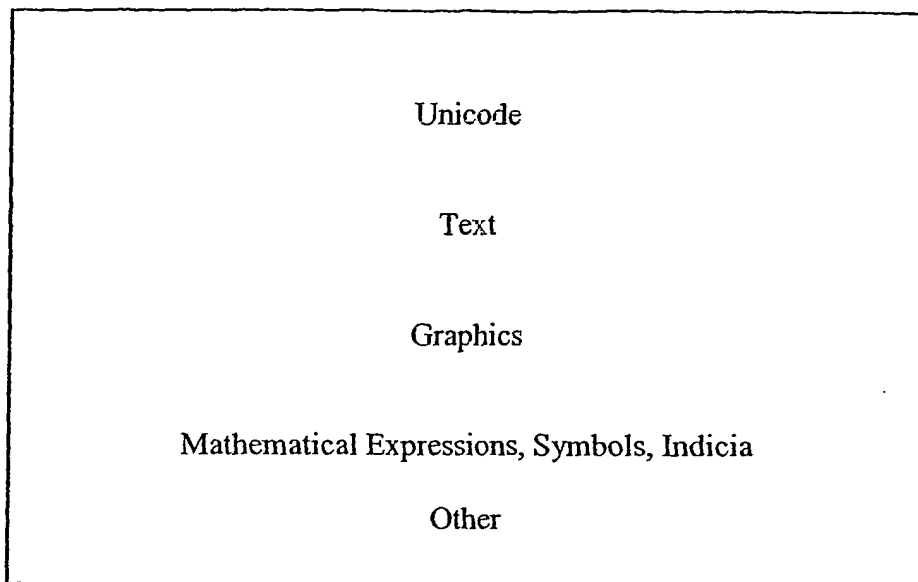 Unicode
Text
Graphics
Mathematical Expressions, Symbols, Indicia
Other